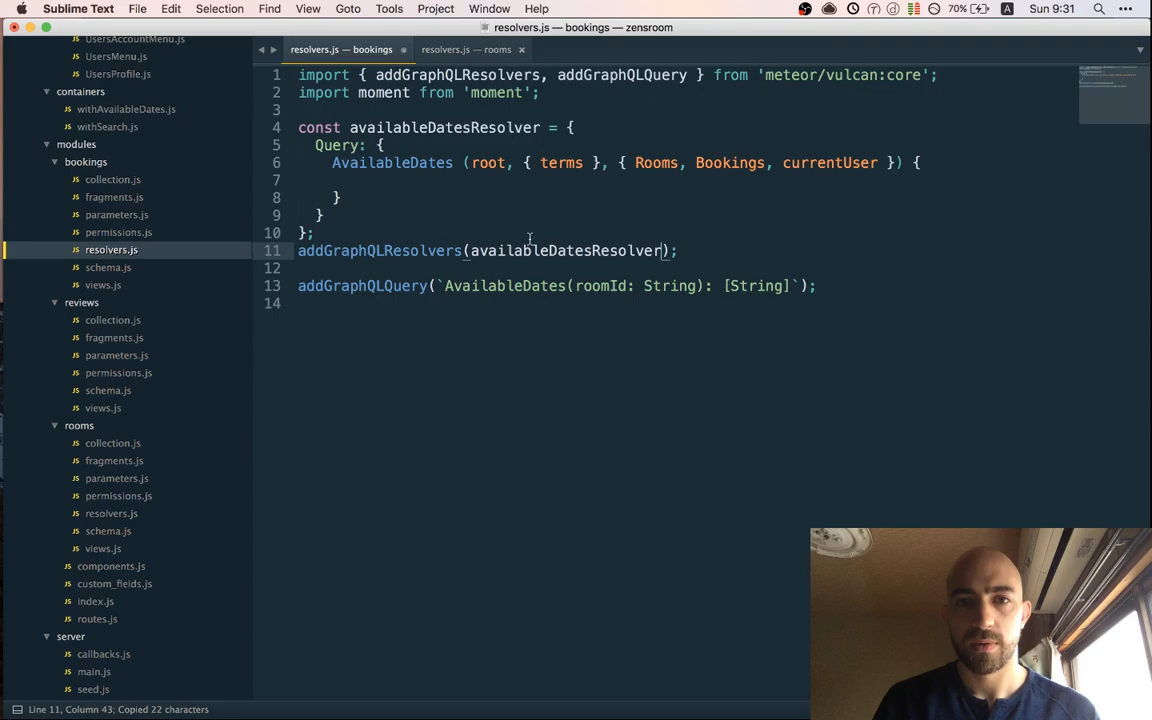 Sublime Text File Edit Selection Find View Goto Tools Project Window Help 70% A Sun 9:31
resolvers.js — bookings — zensroom
UsersAccountMenu.js
UsersMenu.js
UsersProfile.js
containers
withAvailableDates.js
withSearch.js
modules
bookings
collection.js
fragments.js
parameters.js
permissions.js
resolvers.js
schema.js
views.js
reviews
collection.js
fragments.js
parameters.js
permissions.js
schema.js
views.js
rooms
collection.js
fragments.js
parameters.js
permissions.js
resolvers.js
schema.js
views.js
components.js
custom_fields.js
index.js
routes.js
server
callbacks.js
main.js
seed.js
resolvers.js — bookings resolvers.js — rooms
1 import { addGraphQLResolvers, addGraphQLQuery } from 'meteor/vulcan:core';
2 import moment from 'moment';
3
4 const availableDatesResolver = {
5 Query: {
6 AvailableDates (root, { terms }, { Rooms, Bookings, currentUser }) {
7
8 }
9 }
10 };
11 addGraphQLResolvers(availableDatesResolver);
12
13 addGraphQLQuery(`AvailableDates(roomId: String): [String]`);
14
Line 11, Column 43; Copied 22 characters